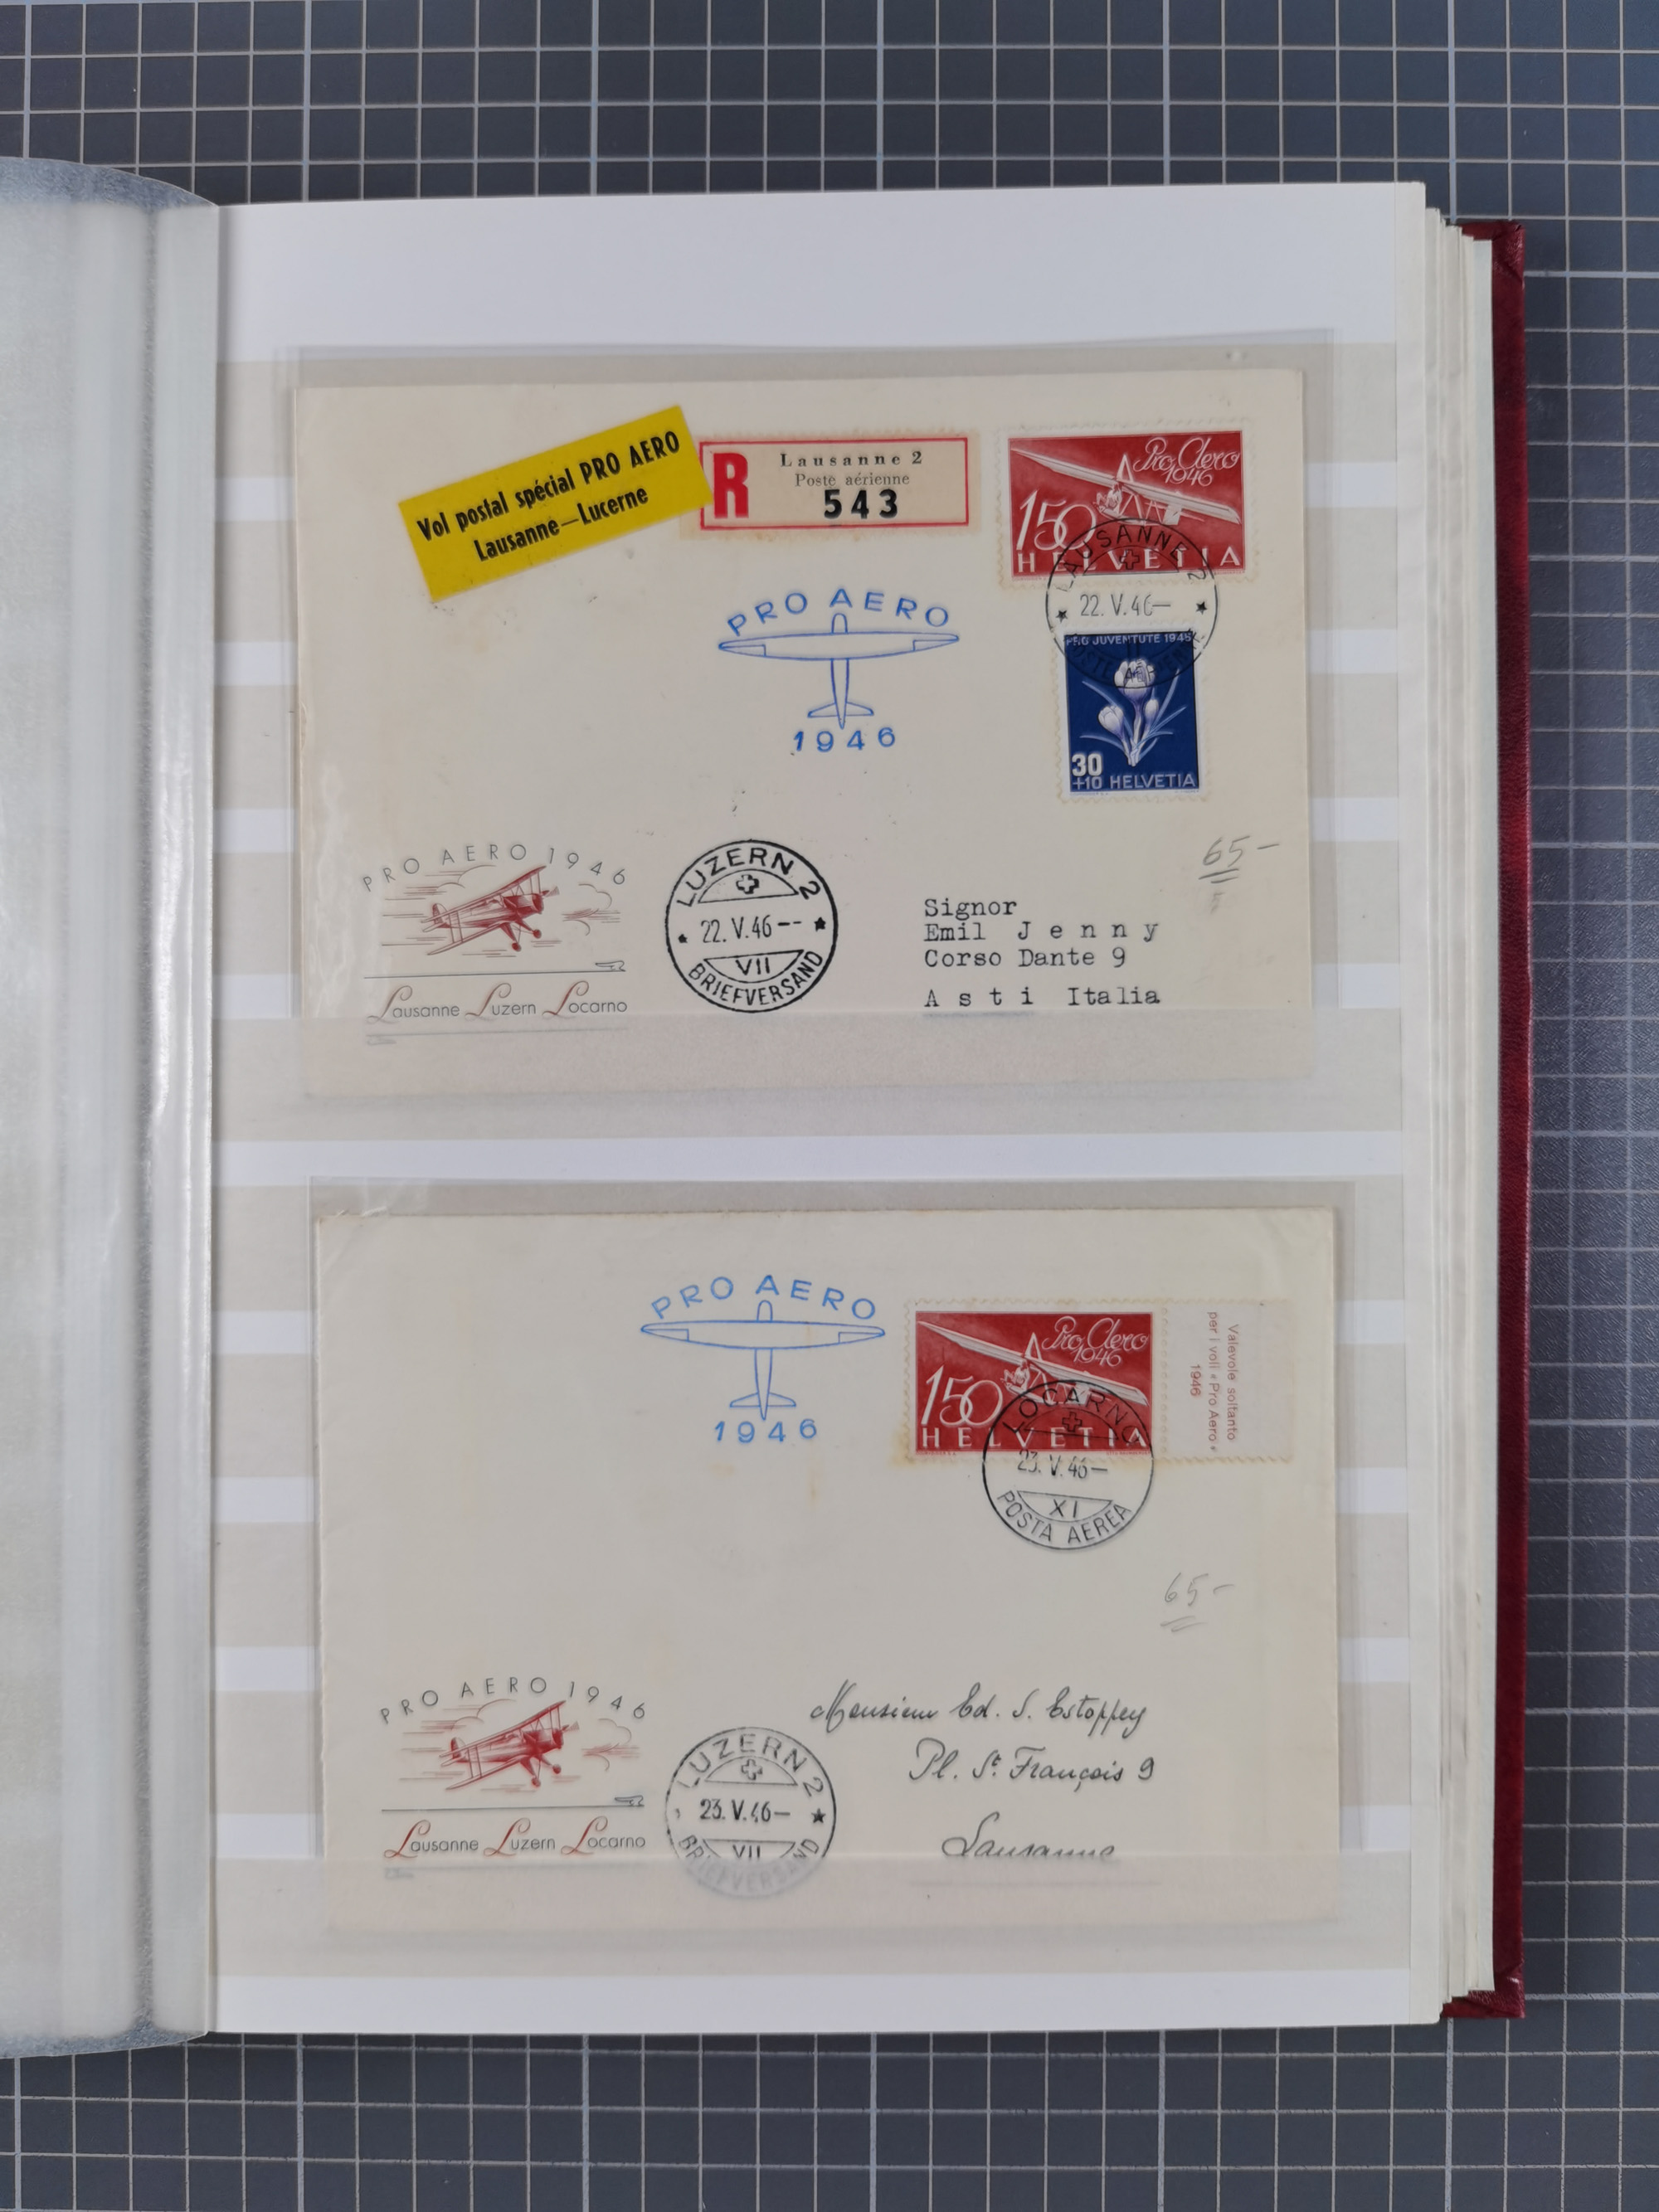 Vol postal spécial PRO AERO
Lausanne—Lucerne
R
Lausanne 2
Poste aérienne
543
Pro Aero
1946
150
HELVETIA
LAUSANNE 2
22. V. 46—
PRO JUVENTUTE 1945
30
+10 HELVETIA
PRO AERO
1946
PRO AERO 1946
Lausanne Luzern Locarno
LUZERN 2
22. V. 46--
VII
BRIEFVERSAND
65-
Signor
Emil Jenny
Corso Dante 9
Asti Italia
PRO AERO
1946
Pro Aero
1946
150
HELVETIA
Valevole soltanto
per i voli «Pro Aero»
1946
LOCARNO
23. V. 46—
XI
POSTA AEREA
65-
PRO AERO 1946
Lausanne Luzern Locarno
LUZERN 2
23. V. 46—
VII
BRIEFVERSAND
Monsieur Ed. S. Estoppey
Pl. St. François 9
Lausanne